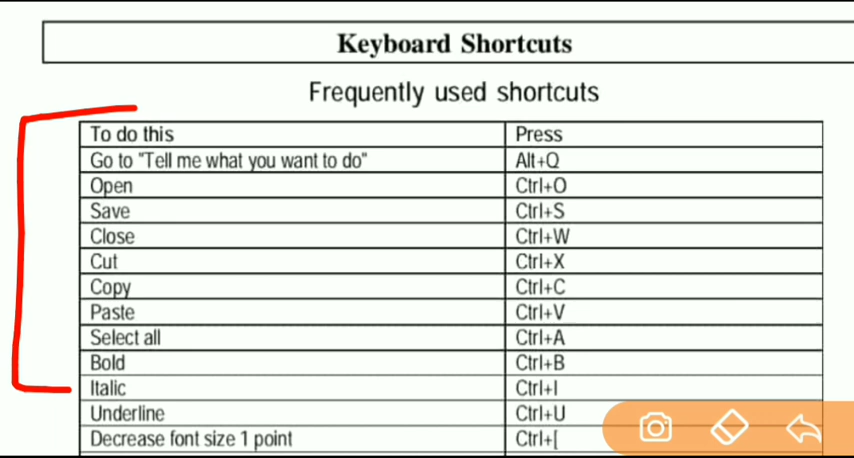 Keyboard Shortcuts
Frequently used shortcuts
To do this Press
Go to "Tell me what you want to do" Alt+Q
Open Ctrl+O
Save Ctrl+S
Close Ctrl+W
Cut Ctrl+X
Copy Ctrl+C
Paste Ctrl+V
Select all Ctrl+A
Bold Ctrl+B
Italic Ctrl+I
Underline Ctrl+U
Decrease font size 1 point Ctrl+[